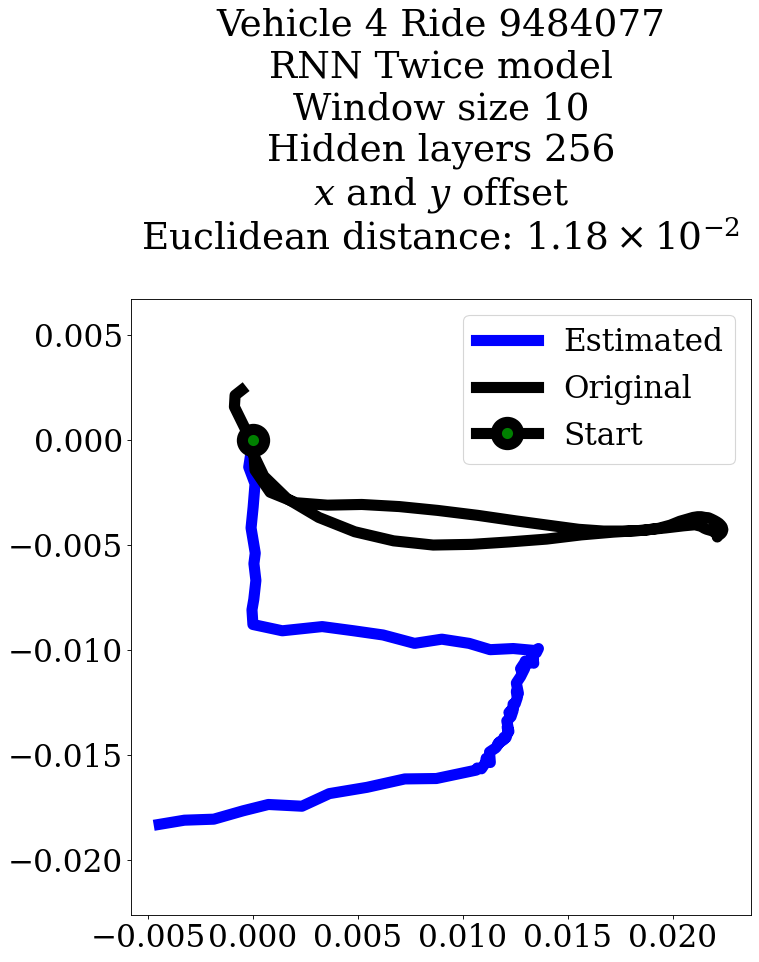 Vehicle 4 Ride 9484077
RNN Twice model
Window size 10
Hidden layers 256
x and y offset
Euclidean distance: 1.18 × 10⁻²
Estimated
Original
Start
0.005
0.000
−0.005
−0.010
−0.015
−0.020
−0.005 0.000 0.005 0.010 0.015 0.020